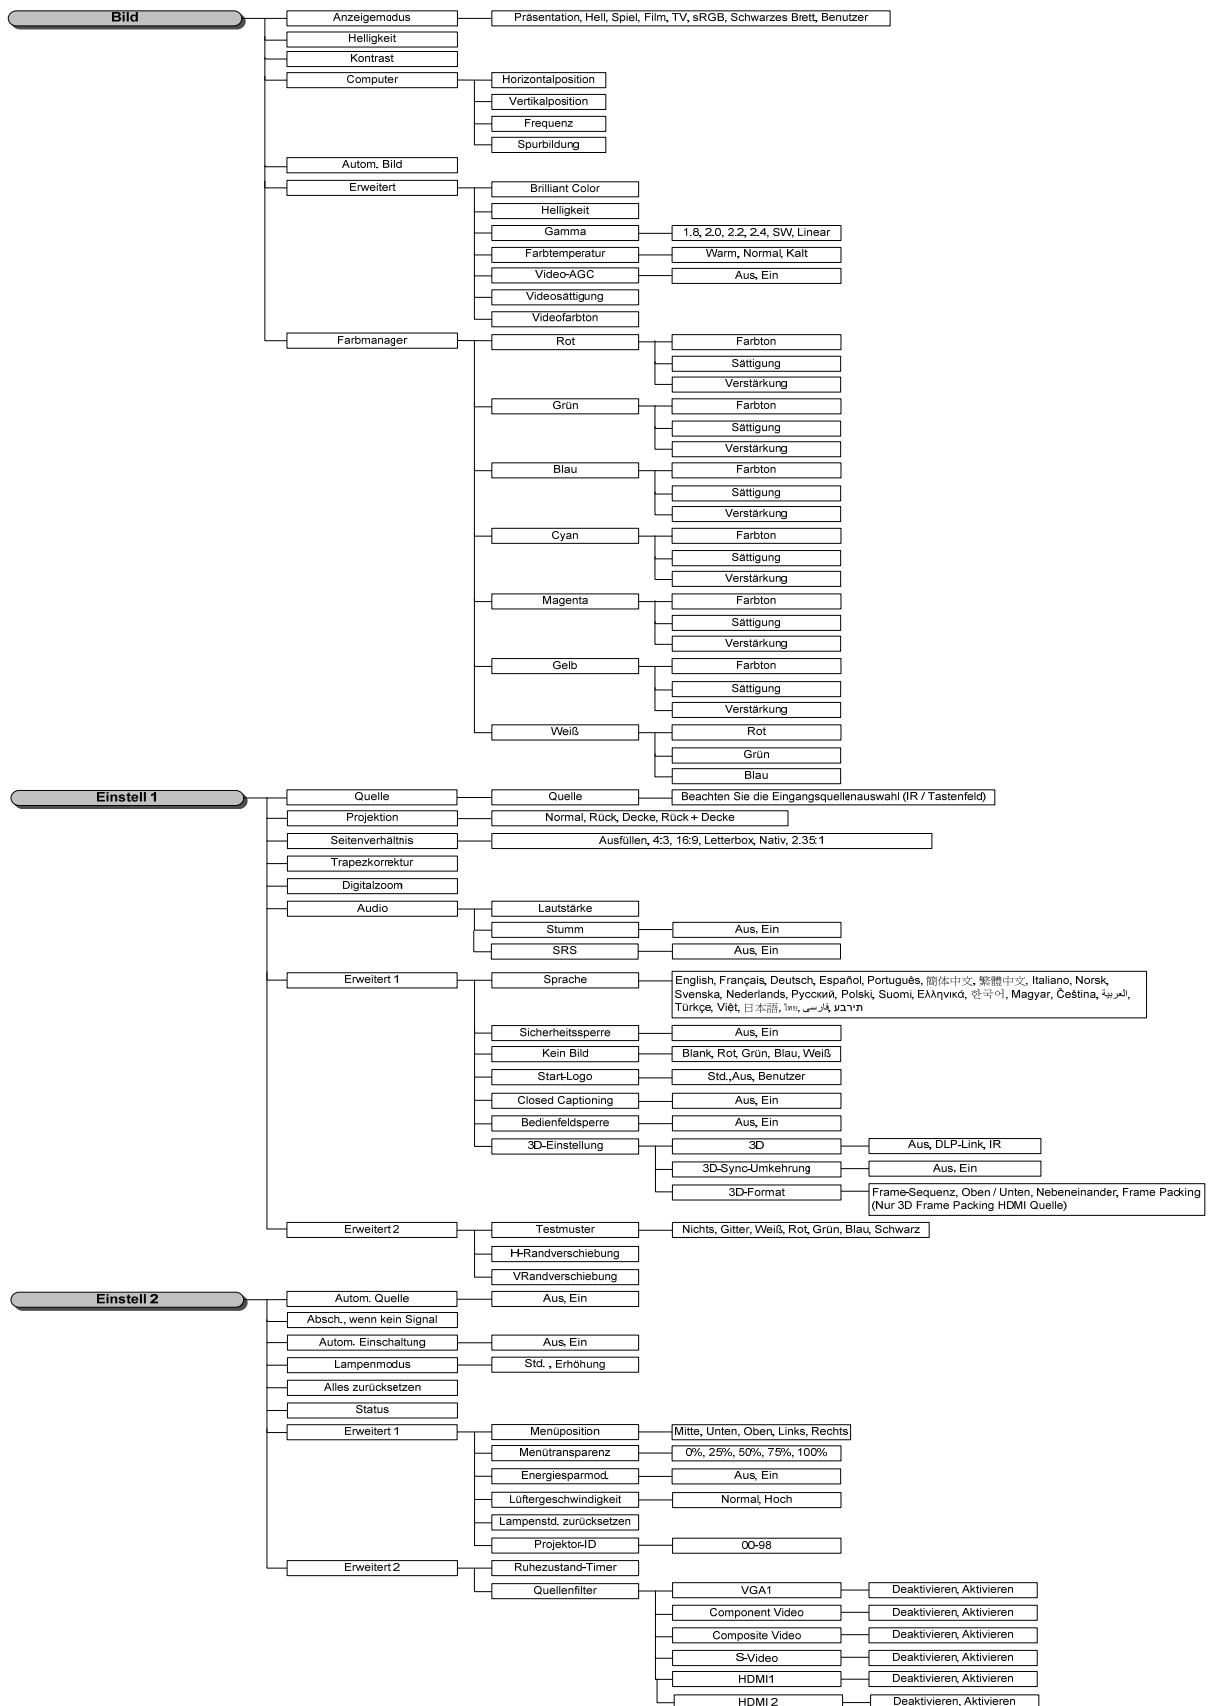 Bild
Anzeigemodus
Präsentation, Hell, Spiel, Film, TV, sRGB, Schwarzes Brett, Benutzer
Helligkeit
Kontrast
Computer
Horizontalposition
Vertikalposition
Frequenz
Spurbildung
Autom. Bild
Erweitert
Brilliant Color
Helligkeit
Gamma
1.8, 2.0, 2.2, 2.4, SW, Linear
Farbtemperatur
Warm, Normal, Kalt
Video-AGC
Aus, Ein
Videosättigung
Videofarbton
Farbmanager
Rot
Farbton
Sättigung
Verstärkung
Grün
Farbton
Sättigung
Verstärkung
Blau
Farbton
Sättigung
Verstärkung
Cyan
Farbton
Sättigung
Verstärkung
Magenta
Farbton
Sättigung
Verstärkung
Gelb
Farbton
Sättigung
Verstärkung
Weiß
Rot
Grün
Blau
Einstell 1
Quelle
Quelle
Beachten Sie die Eingangsquellenauswahl (IR / Tastenfeld)
Projektion
Normal, Rück, Decke, Rück + Decke
Seitenverhältnis
Ausfüllen, 4:3, 16:9, Letterbox, Nativ, 2.35:1
Trapezkorrektur
Digitalzoom
Audio
Lautstärke
Stumm
Aus, Ein
SRS
Aus, Ein
Erweitert 1
Sprache
English, Français, Deutsch, Español, Português, 簡体中文, 繁體中文, Italiano, Norsk,
Svenska, Nederlands, Русский, Polski, Suomi, Ελληνικά, 한국어, Magyar, Čeština, العربية,
Türkçe, Việt, 日本語, ไทย, فارسی, תירבע
Sicherheitssperre
Aus, Ein
Kein Bild
Blank, Rot, Grün, Blau, Weiß
Start-Logo
Std.,Aus, Benutzer
Closed Captioning
Aus, Ein
Bedienfeldsperre
Aus, Ein
3D-Einstellung
3D
Aus, DLP-Link, IR
3D-Sync-Umkehrung
Aus, Ein
3D-Format
Frame-Sequenz, Oben / Unten, Nebeneinander, Frame Packing
(Nur 3D Frame Packing HDMI Quelle)
Erweitert 2
Testmuster
Nichts, Gitter, Weiß, Rot, Grün, Blau, Schwarz
H-Randverschiebung
VRandverschiebung
Einstell 2
Autom. Quelle
Aus, Ein
Absch., wenn kein Signal
Autom. Einschaltung
Aus, Ein
Lampenmodus
Std. , Erhöhung
Alles zurücksetzen
Status
Erweitert 1
Menüposition
Mitte, Unten, Oben, Links, Rechts
Menütransparenz
0%, 25%, 50%, 75%, 100%
Energiesparmod.
Aus, Ein
Lüftergeschwindigkeit
Normal, Hoch
Lampenstd. zurücksetzen
Projektor-ID
00-98
Erweitert 2
Ruhezustand-Timer
Quellenfilter
VGA1
Deaktivieren, Aktivieren
Component Video
Deaktivieren, Aktivieren
Composite Video
Deaktivieren, Aktivieren
S-Video
Deaktivieren, Aktivieren
HDMI1
Deaktivieren, Aktivieren
HDMI 2
Deaktivieren, Aktivieren